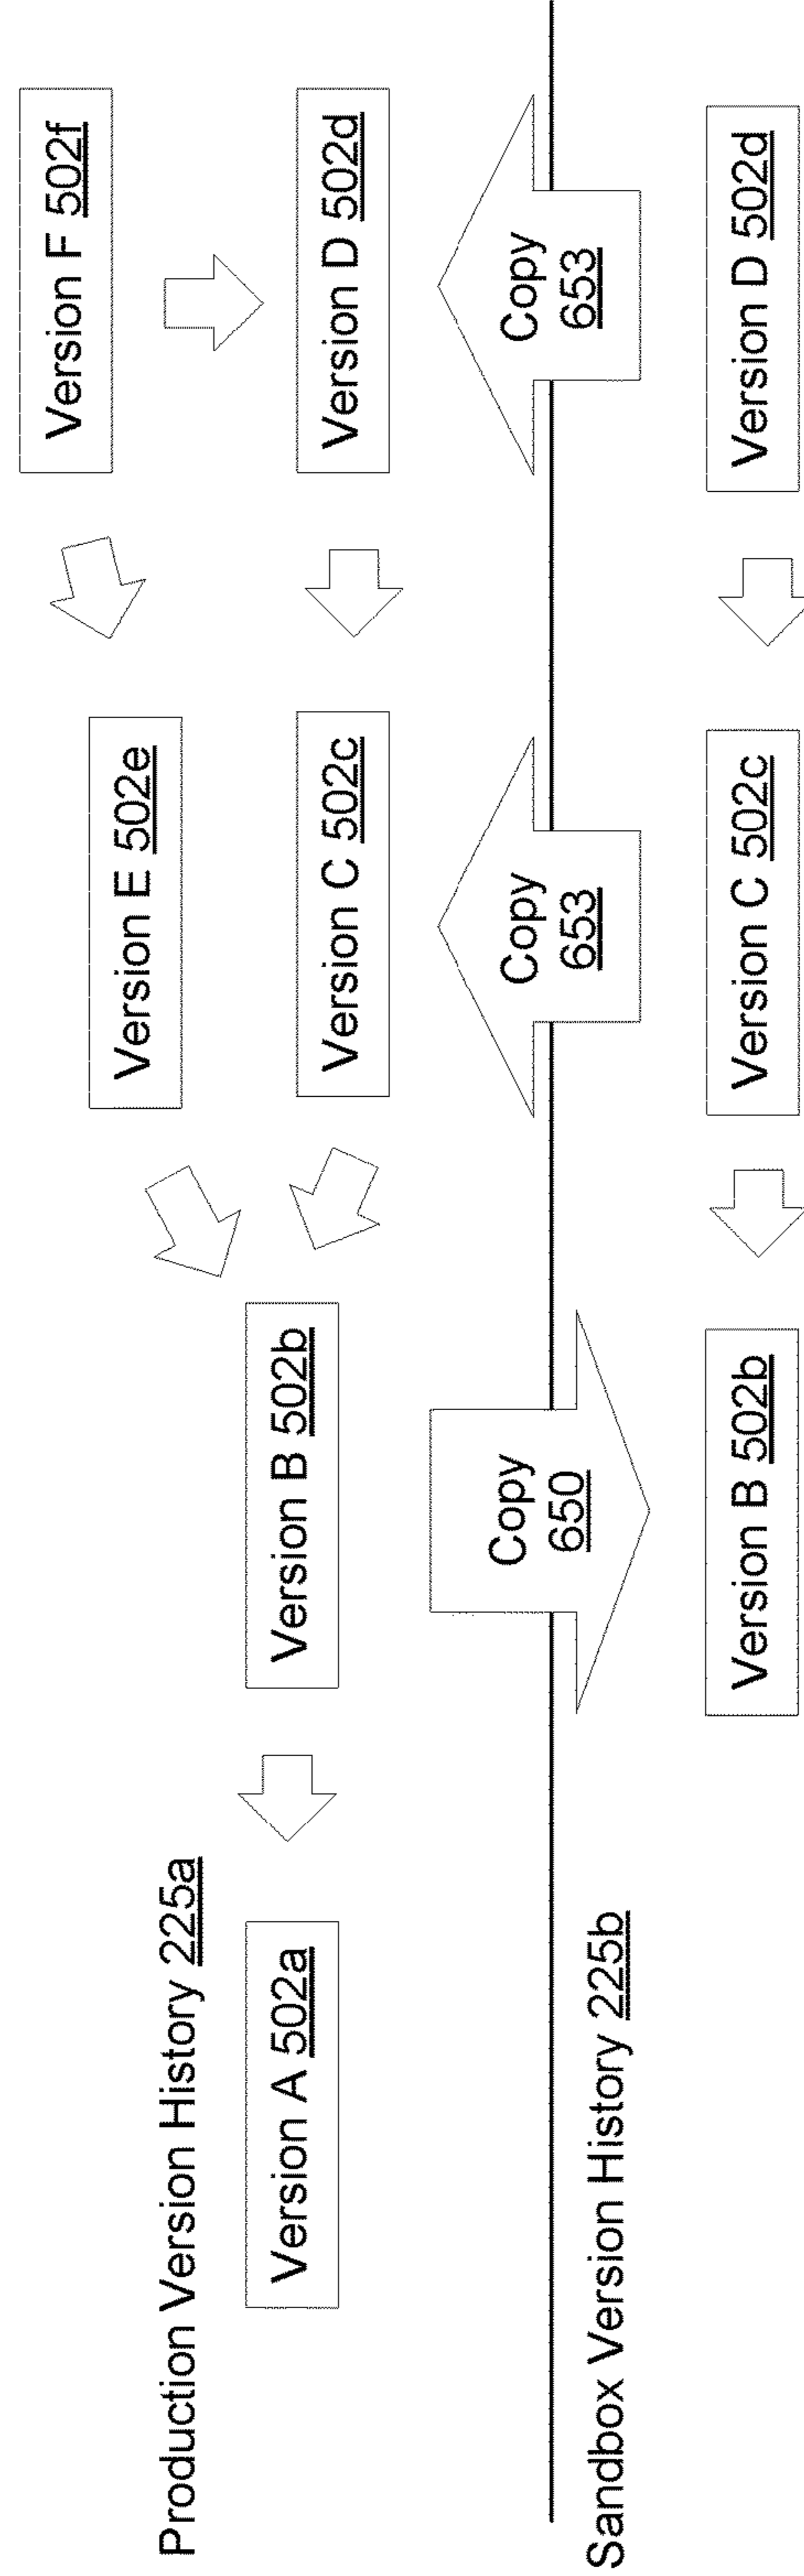 Production Version History 225a
Version A 502a
Version B 502b
Version E 502e
Version C 502c
Version F 502f
Version D 502d
Copy
650
Copy
653
Copy
653
Sandbox Version History 225b
Version B 502b
Version C 502c
Version D 502d